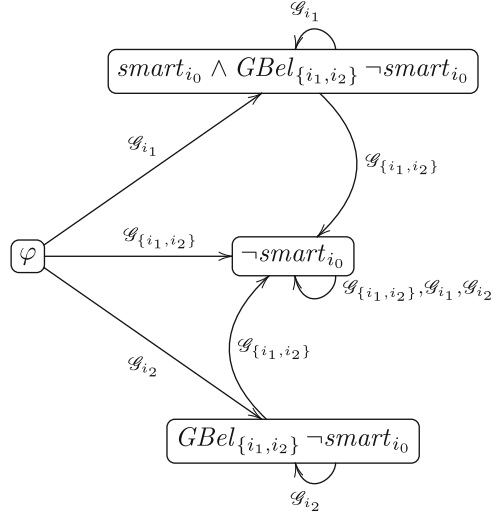 𝒢_{i_1}
smart_{i_0} ∧ GBel_{\{i_1,i_2\}} ¬smart_{i_0}
𝒢_{i_1}
𝒢_{\{i_1,i_2\}}
𝒢_{\{i_1,i_2\}}
φ
¬smart_{i_0}
𝒢_{\{i_1,i_2\}},𝒢_{i_1},𝒢_{i_2}
𝒢_{\{i_1,i_2\}}
𝒢_{i_2}
GBel_{\{i_1,i_2\}} ¬smart_{i_0}
𝒢_{i_2}